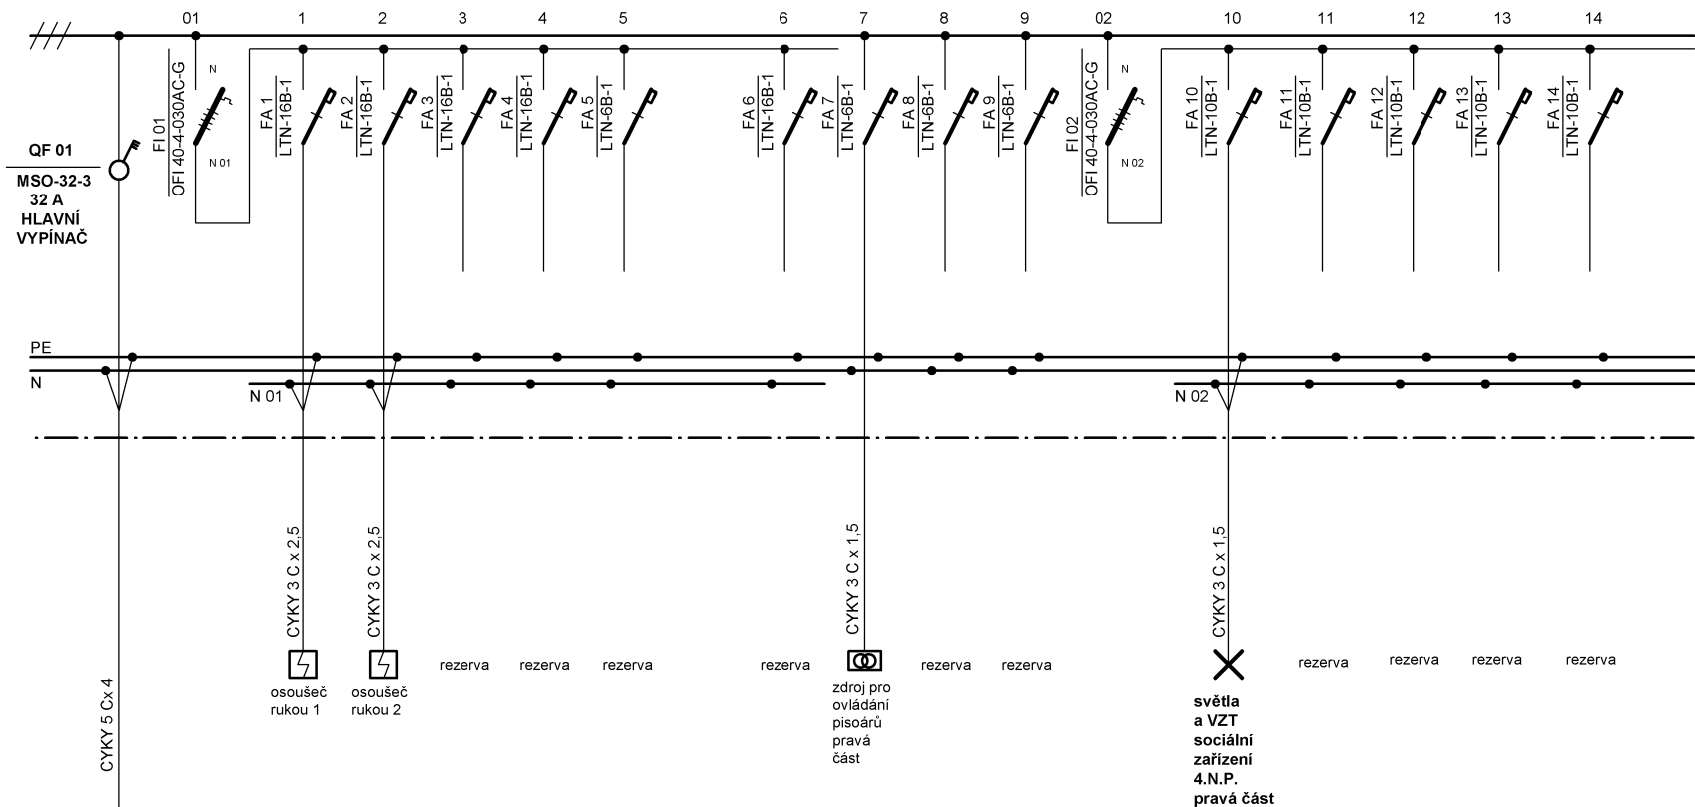 01 1 2 3 4 5 6 7 8 9 02 10 11 12 13 14
QF 01
MSO-32-3
32 A
HLAVNÍ
VYPÍNAČ
FI 01
OFI 40-4-030AC-G
N
N 01
FA 1
LTN-16B-1
FA 2
LTN-16B-1
FA 3
LTN-16B-1
FA 4
LTN-16B-1
FA 5
LTN-6B-1
FA 6
LTN-16B-1
FA 7
LTN-6B-1
FA 8
LTN-6B-1
FA 9
LTN-6B-1
FI 02
OFI 40-4-030AC-G
N
N 02
FA 10
LTN-10B-1
FA 11
LTN-10B-1
FA 12
LTN-10B-1
FA 13
LTN-10B-1
FA 14
LTN-10B-1
PE
N
N 01
N 02
CYKY 5 Cx 4
CYKY 3 C x 2,5
CYKY 3 C x 2,5
CYKY 3 C x 1,5
CYKY 3 C x 1,5
osoušeč
rukou 1
osoušeč
rukou 2
rezerva
rezerva
rezerva
rezerva
zdroj pro
ovládání
pisoárů
pravá
část
rezerva
rezerva
světla
a VZT
sociální
zařízení
4.N.P.
pravá část
rezerva
rezerva
rezerva
rezerva